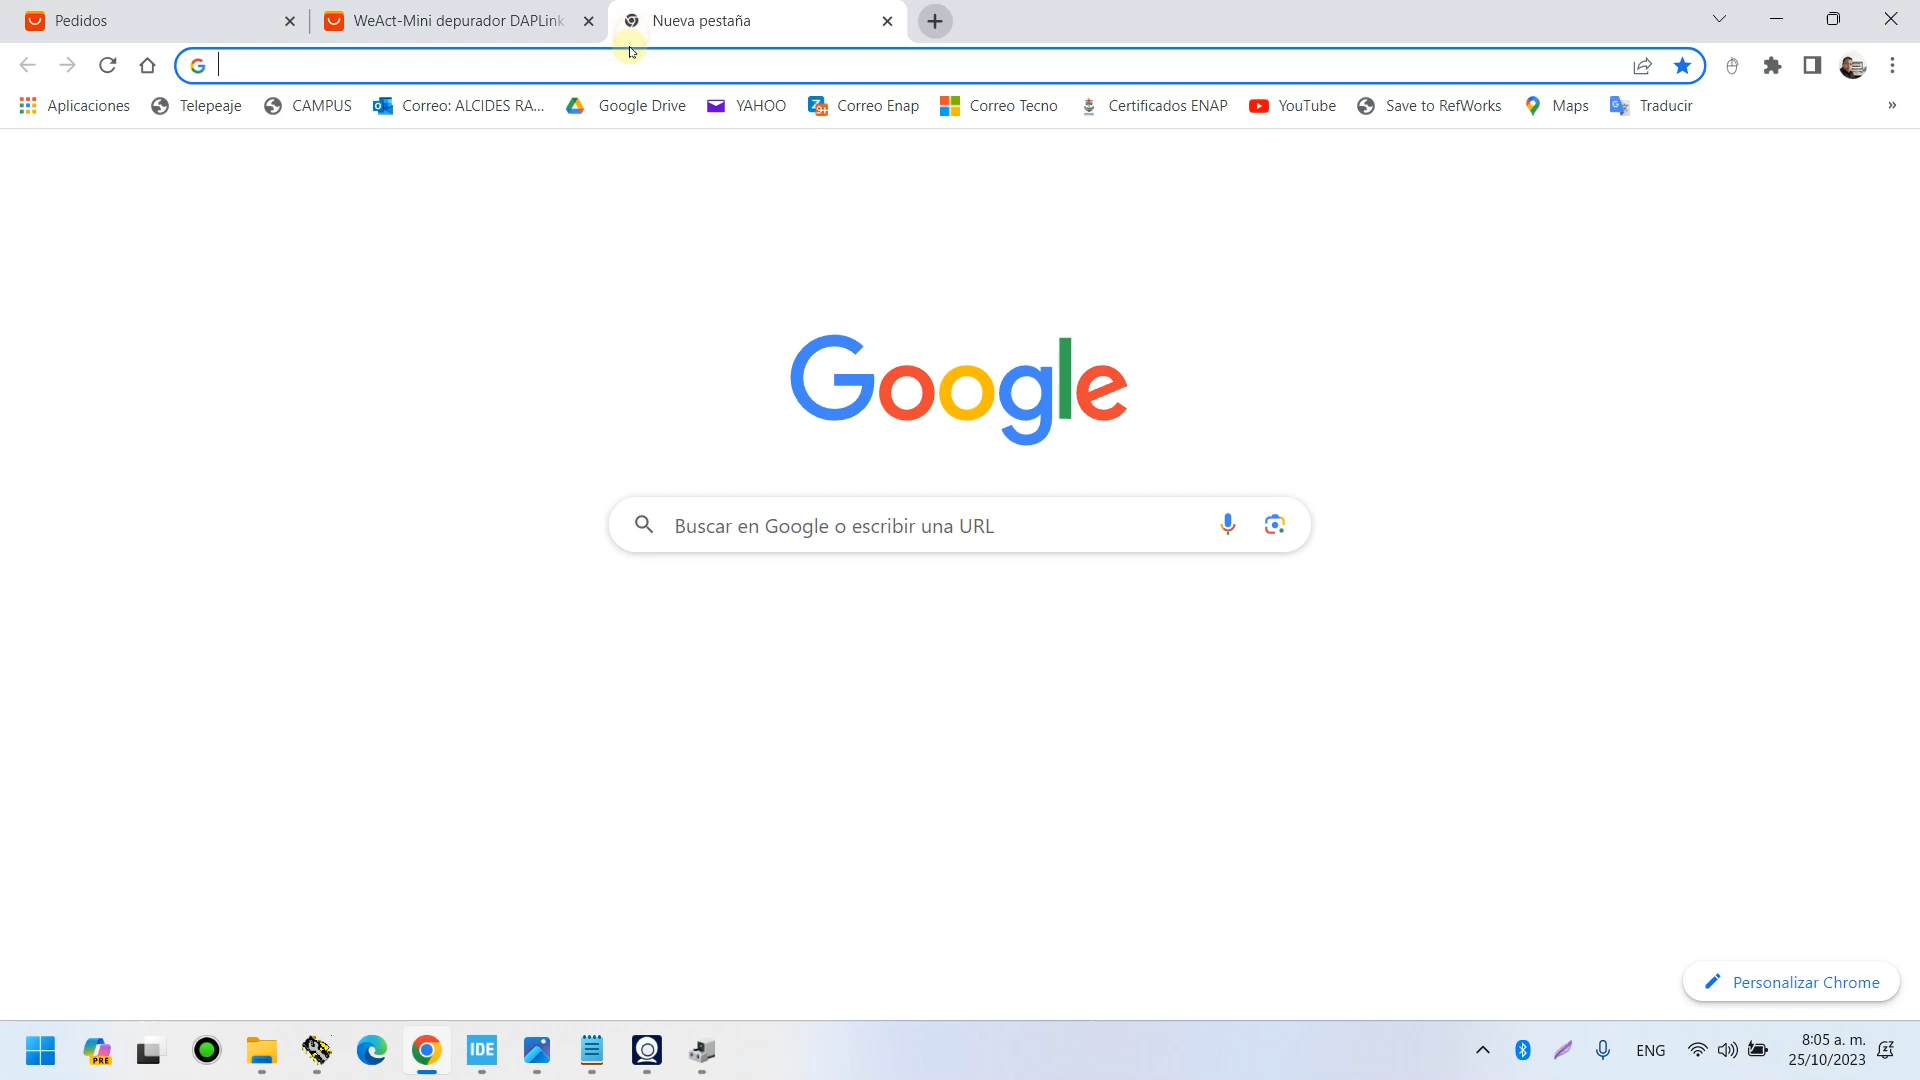 Pedidos
WeAct-Mini depurador DAPLink
Nueva pestaña
Aplicaciones
Telepeaje
CAMPUS
Correo: ALCIDES RA...
Google Drive
YAHOO
Correo Enap
Correo Tecno
Certificados ENAP
YouTube
Save to RefWorks
Maps
Traducir
»
Google
Buscar en Google o escribir una URL
Personalizar Chrome
PRE
IDE
ENG
8:05 a. m.
25/10/2023